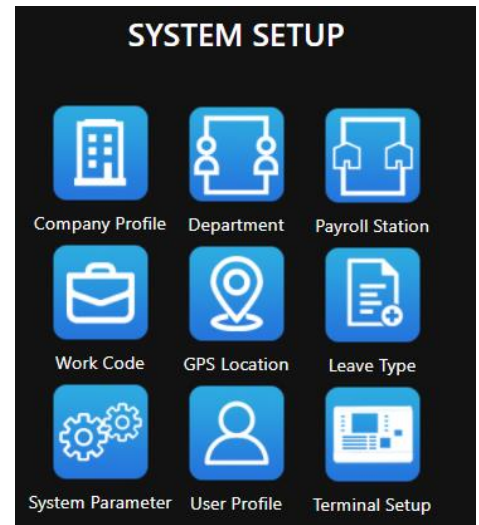 SYSTEM SETUP
Company Profile Department Payroll Station
Work Code GPS Location Leave Type
System Parameter User Profile Terminal Setup